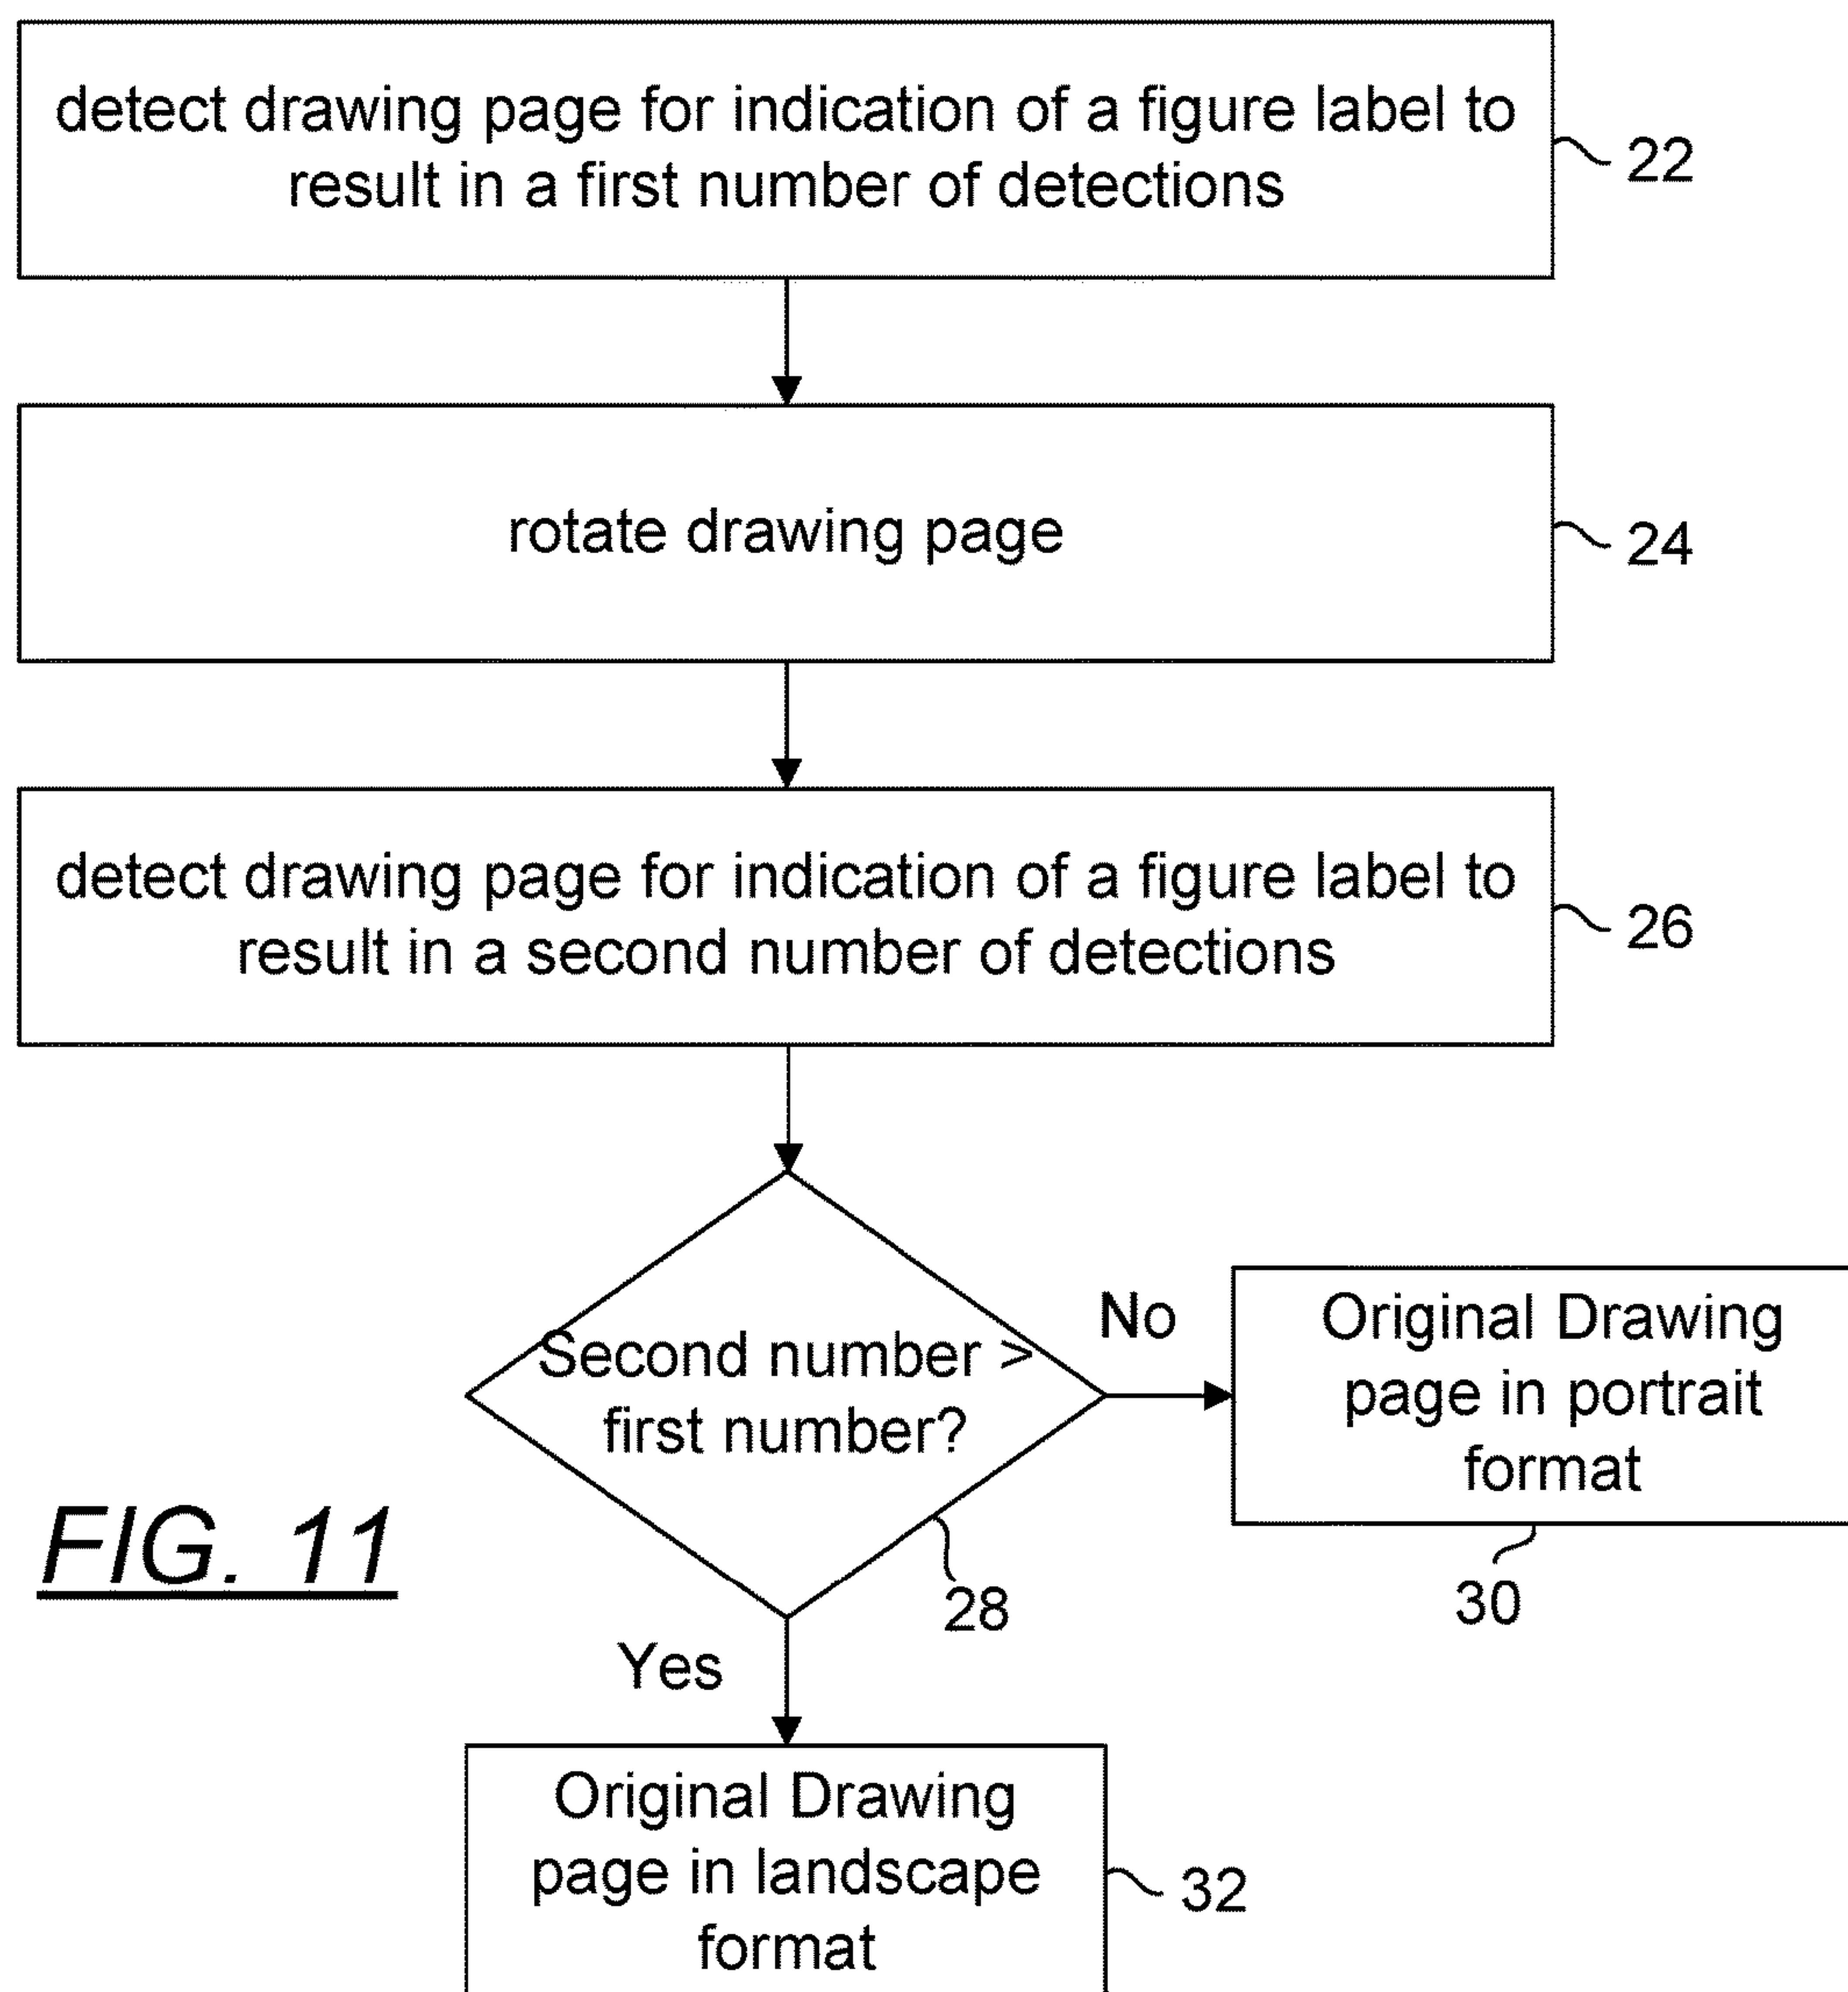 detect drawing page for indication of a figure label to
result in a first number of detections
22
rotate drawing page
24
detect drawing page for indication of a figure label to
result in a second number of detections
26
Second number >
first number?
28
No
Original Drawing
page in portrait
format
30
FIG. 11
Yes
Original Drawing
page in landscape
format
32